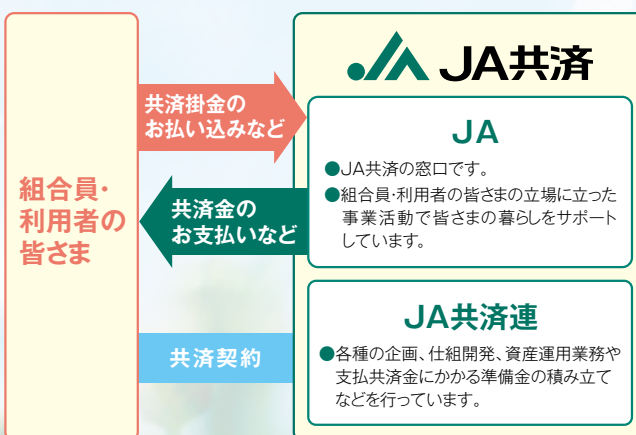 組合員・
利用者の
皆さま
共済掛金の
お払い込みなど
共済金の
お支払いなど
共済契約
JA共済
JA
●JA共済の窓口です。
●組合員・利用者の皆さまの立場に立った
事業活動で皆さまの暮らしをサポート
しています。
JA共済連
●各種の企画、仕組開発、資産運用業務や
支払共済金にかかる準備金の積み立て
などを行っています。